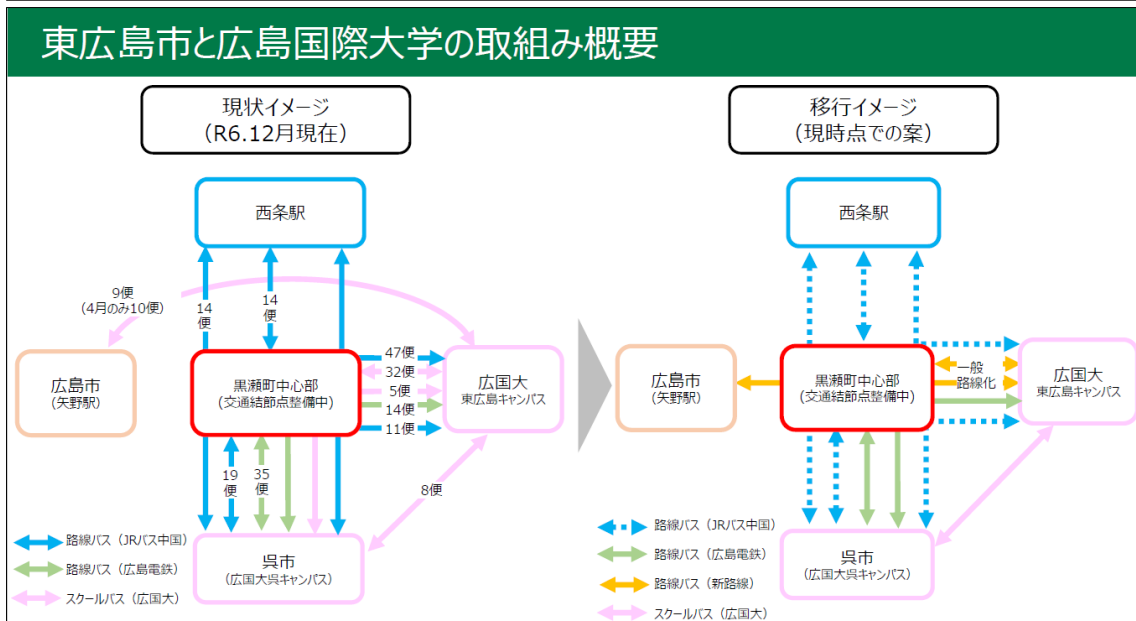 東広島市と広島国際大学の取組み概要
現状イメージ
(R6.12月現在)
西条駅
9便
(4月のみ10便)
14
便
14
便
広島市
(矢野駅)
黒瀬町中心部
(交通結節点整備中)
47便
32便
5便
14便
11便
広国大
東広島キャンパス
19
便
35
便
8便
呉市
(広国大呉キャンパス)
路線バス(JRバス中国)
路線バス(広島電鉄)
スクールバス(広国大)
移行イメージ
(現時点での案)
西条駅
広島市
(矢野駅)
黒瀬町中心部
(交通結節点整備中)
一般
路線化
広国大
東広島キャンパス
呉市
(広国大呉キャンパス)
路線バス(JRバス中国)
路線バス(広島電鉄)
路線バス(新路線)
スクールバス(広国大)